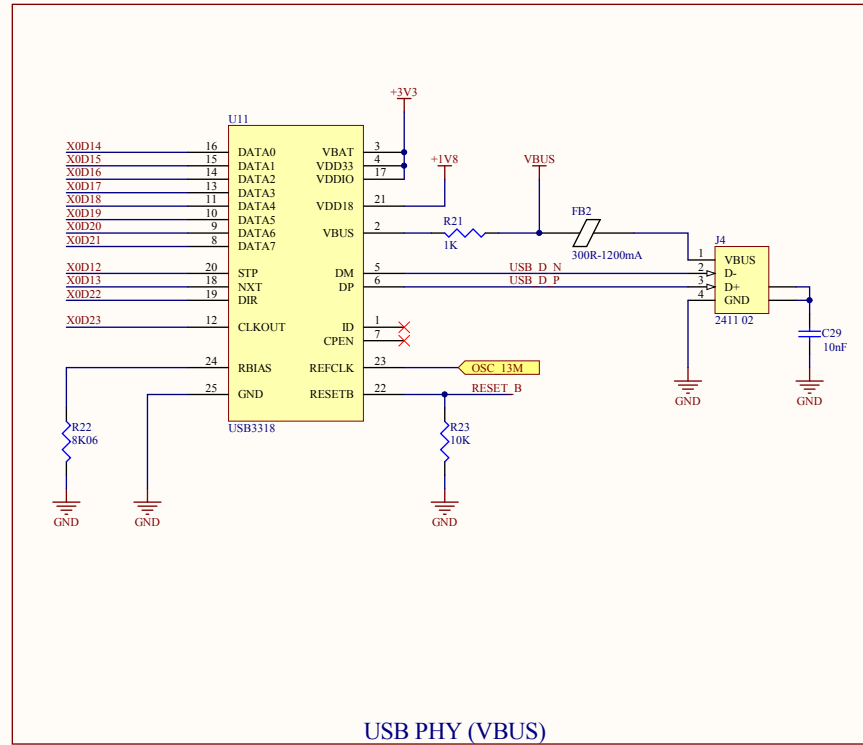 +3V3
U11
X0D14 16 DATA0 VBAT 3
X0D15 15 DATA1 VDD33 4 +1V8 VBUS
X0D16 14 DATA2 VDDIO 17
X0D17 13 DATA3
X0D18 11 DATA4 VDD18 21
X0D19 10 DATA5 R21 FB2
X0D20 9 DATA6 VBUS 2
X0D21 8 DATA7 1K 300R-1200mA J4
1 VBUS
X0D12 20 STP DM 5 USB_D_N 2 D-
X0D13 18 NXT DP 6 USB_D_P 3 D+
X0D22 19 DIR 4 GND
2411 02
X0D23 12 CLKOUT ID 1 C29
CPEN 7 10nF
24 RBIAS REFCLK 23 OSC_13M
25 GND RESETB 22 RESET_B
GND GND
R22 USB3318 R23
8K06 10K
GND GND GND
USB PHY (VBUS)